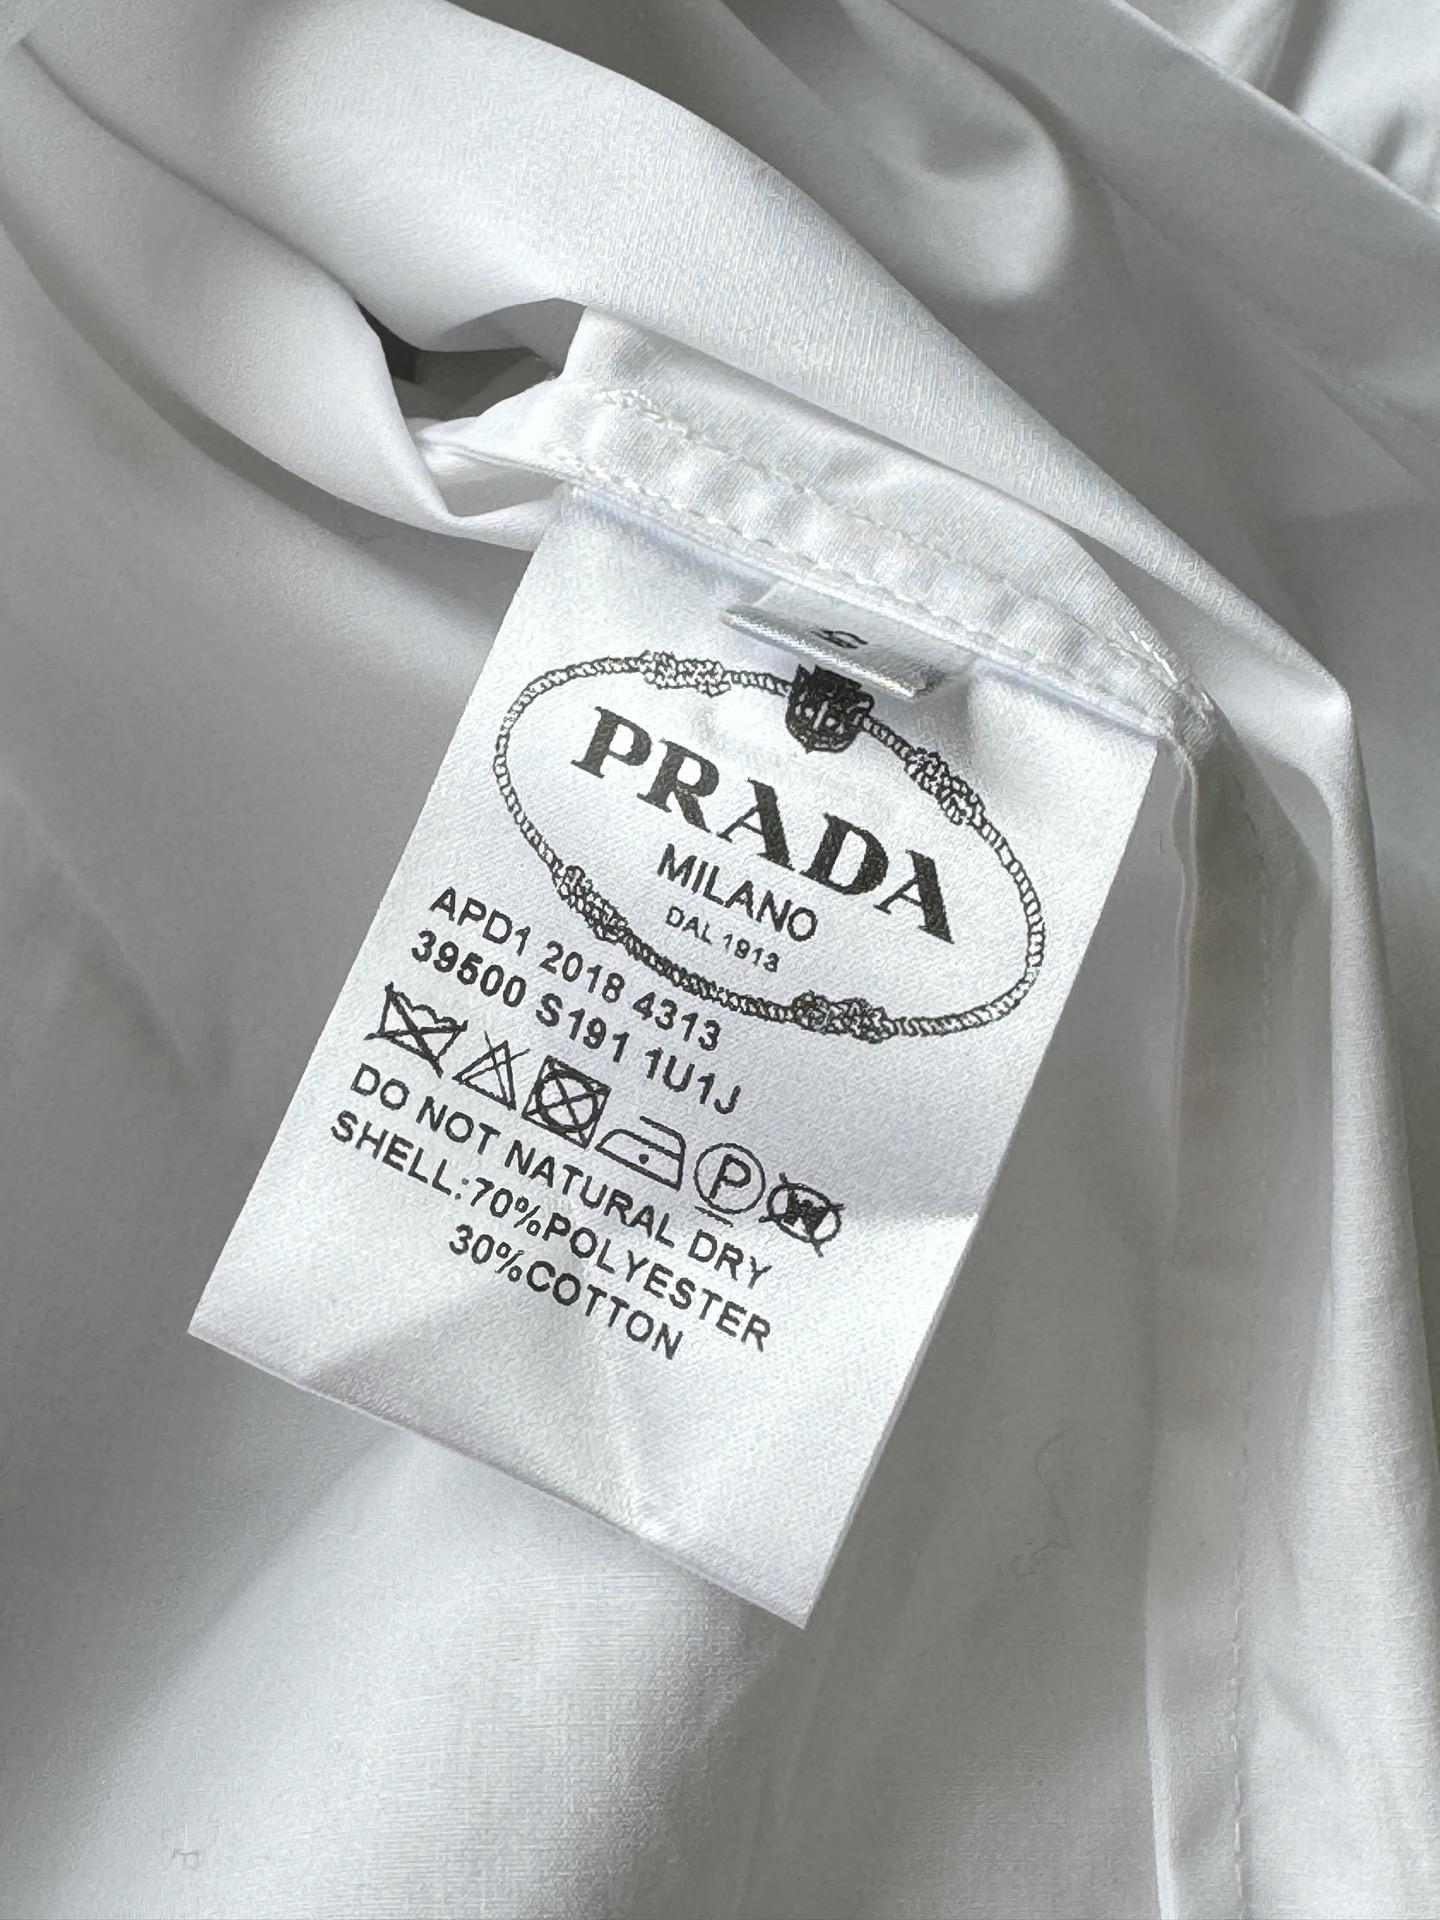 PRADA
MILANO
DAL 1913
APD1 2018 4313
39500 S191 1U1J
P W
DO NOT NATURAL DRY
SHELL:70%POLYESTER
30%COTTON